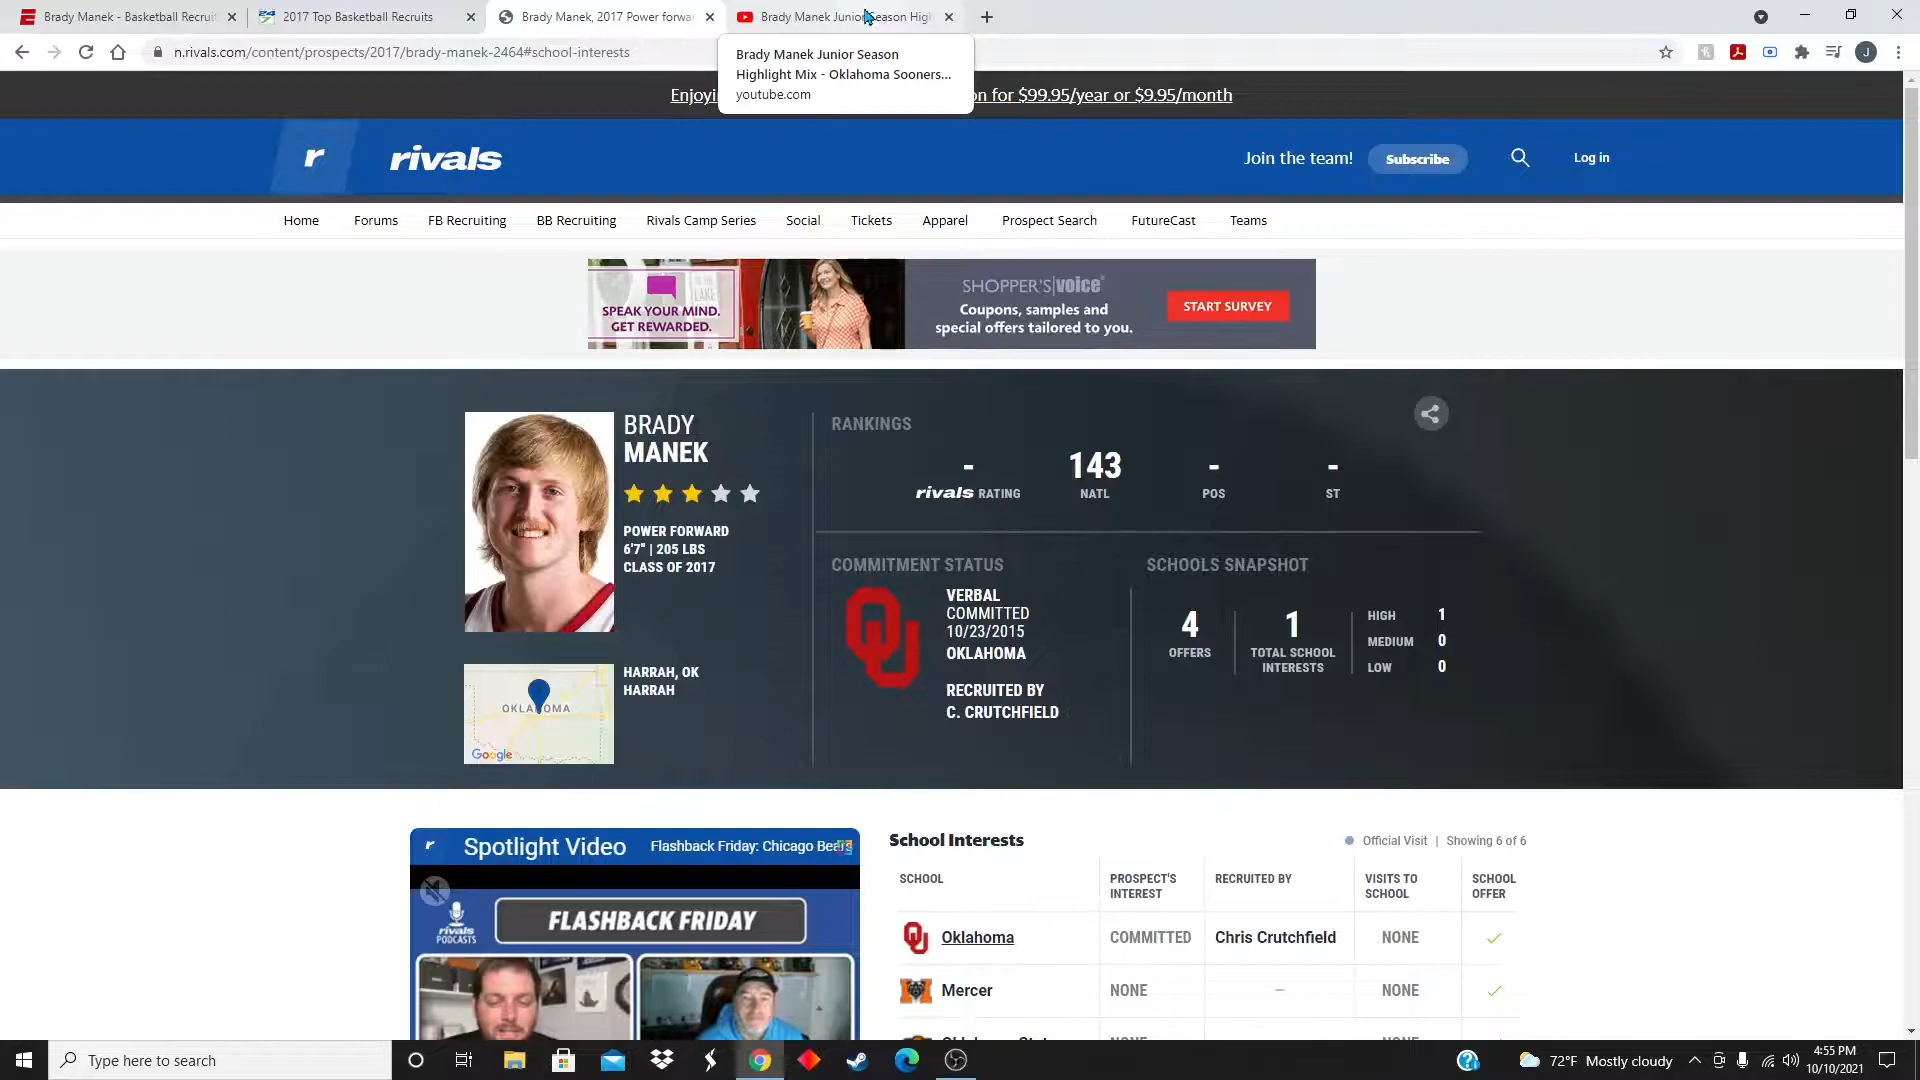 Brady Manek - Basketball Recruit
2017 Top Basketball Recruits
Brady Manek, 2017 Power forwa
Brady Manek Junior Season High
n.rivals.com/content/prospects/2017/brady-manek-2464#school-interests
J
Brady Manek Junior Season
Highlight Mix - Oklahoma Sooners...
youtube.com
Enjoyi
on for $99.95/year or $9.95/month
r
rivals
Join the team!
Subscribe
Log in
Home
Forums
FB Recruiting
BB Recruiting
Rivals Camp Series
Social
Tickets
Apparel
Prospect Search
FutureCast
Teams
SPEAK YOUR MIND.
GET REWARDED.
SHOPPER'S|voice®
Coupons, samples and
special offers tailored to you.
START SURVEY
BRADY
MANEK
POWER FORWARD
6'7" | 205 LBS
CLASS OF 2017
HARRAH, OK
HARRAH
OKLAHOMA
Google
RANKINGS
-
rivals RATING
143
NATL
-
POS
-
ST
COMMITMENT STATUS
VERBAL
COMMITTED
10/23/2015
OKLAHOMA
RECRUITED BY
C. CRUTCHFIELD
SCHOOLS SNAPSHOT
4
OFFERS
1
TOTAL SCHOOL
INTERESTS
HIGH 1
MEDIUM 0
LOW 0
r
Spotlight Video
Flashback Friday: Chicago Bears
rivals
PODCASTS
FLASHBACK FRIDAY
School Interests
Official Visit | Showing 6 of 6
SCHOOL
PROSPECT'S
INTEREST
RECRUITED BY
VISITS TO
SCHOOL
SCHOOL
OFFER
Oklahoma COMMITTED Chris Crutchfield NONE
Mercer NONE — NONE
Type here to search
72°F Mostly cloudy
4:55 PM
10/10/2021